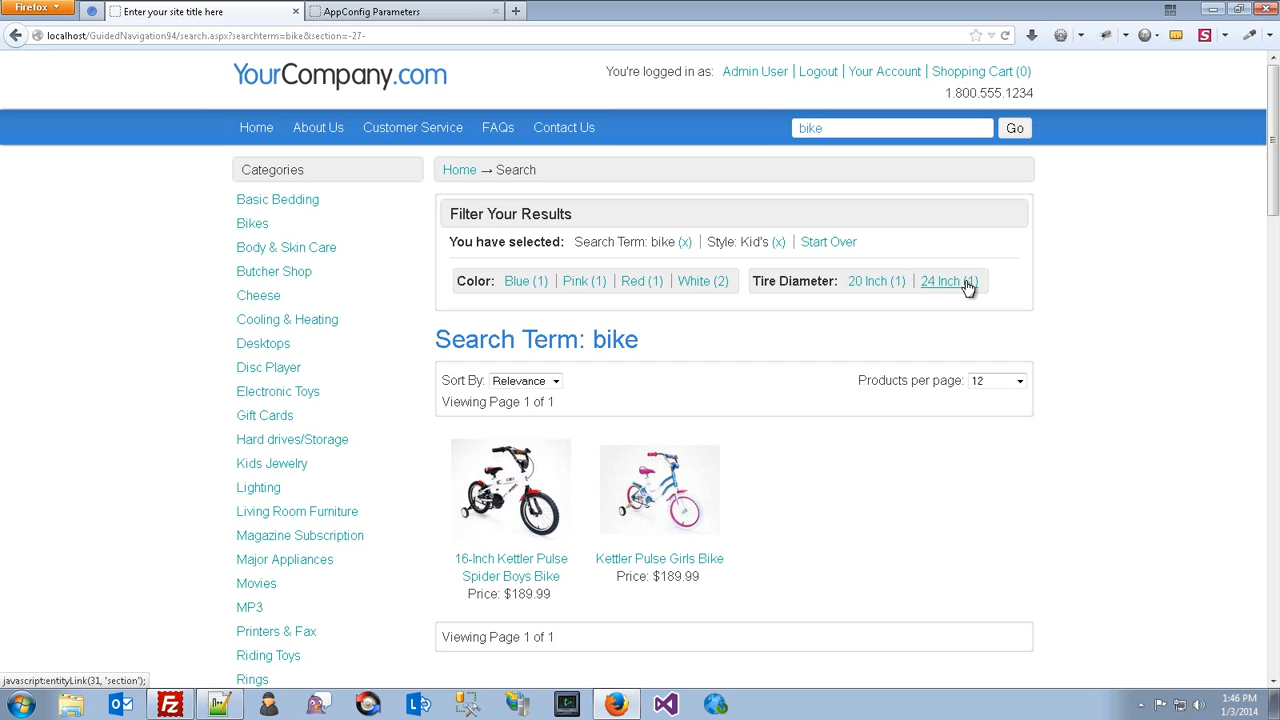 Firefox
Enter your site title here
AppConfig Parameters
localhost/GuidedNavigation94/search.aspx?searchterm=bike&section=-27-
YourCompany.com
You're logged in as: Admin User | Logout | Your Account | Shopping Cart (0)
1.800.555.1234
Home About Us Customer Service FAQs Contact Us
bike Go
Categories
Home → Search
Basic Bedding
Bikes
Body & Skin Care
Butcher Shop
Cheese
Cooling & Heating
Desktops
Disc Player
Electronic Toys
Gift Cards
Hard drives/Storage
Kids Jewelry
Lighting
Living Room Furniture
Magazine Subscription
Major Appliances
Movies
MP3
Printers & Fax
Riding Toys
Rings
Filter Your Results
You have selected: Search Term: bike (x) | Style: Kid's (x) | Start Over
Color: Blue (1) | Pink (1) | Red (1) | White (2)
Tire Diameter: 20 Inch (1) | 24 Inch (1)
Search Term: bike
Sort By: Relevance
Products per page: 12
Viewing Page 1 of 1
16-Inch Kettler Pulse
Spider Boys Bike
Price: $189.99
Kettler Pulse Girls Bike
Price: $189.99
Viewing Page 1 of 1
javascript:entityLink(31, 'section');
1:46 PM
1/3/2014